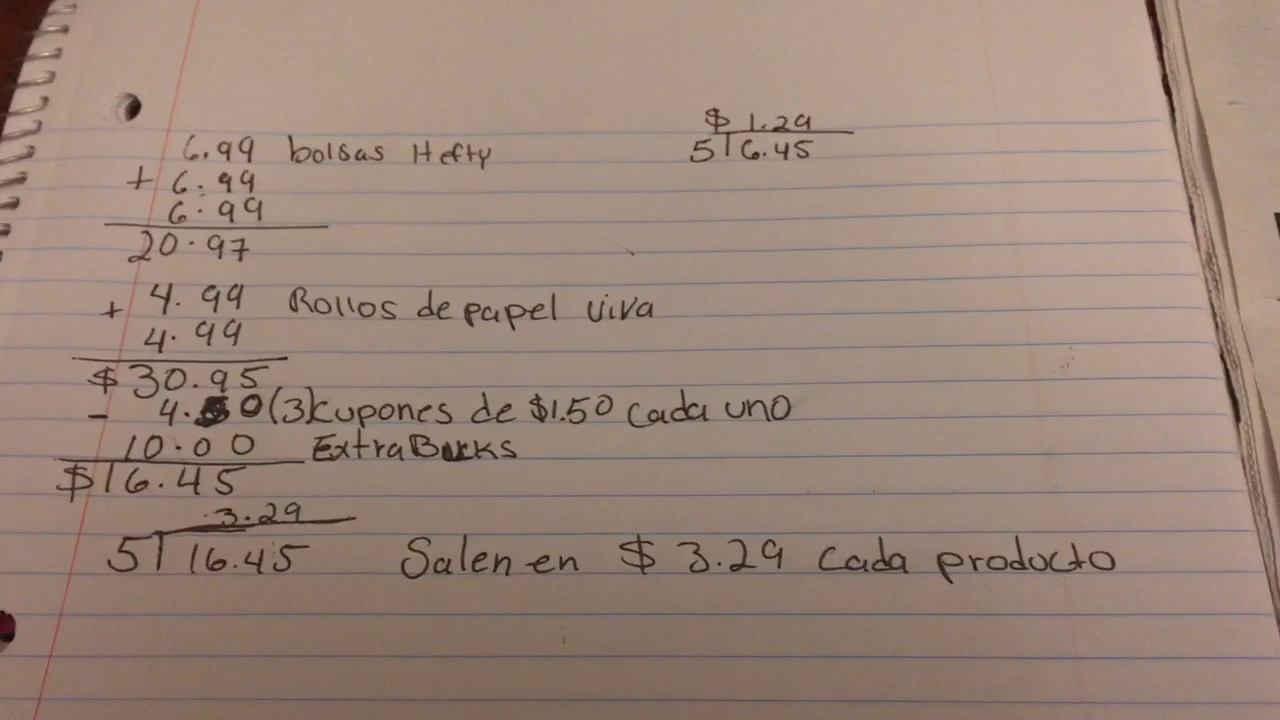 6.99 bolsas Hefty
+ 6.99
6.99
20.97
+ 4.99 Rollos de papel viva
4.99
$30.95
- 4.50 (3) cupones de $1.50 cada uno
10.00 ExtraBucks
$16.45
3.29
5 16.45 Salen en $3.29 cada producto
$ 1.29
5 6.45